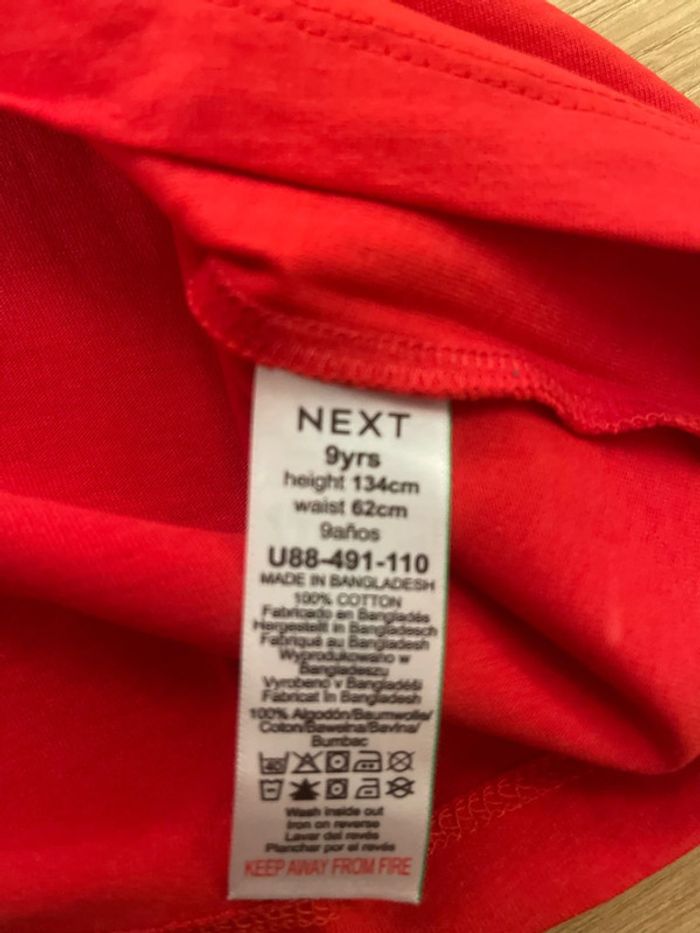 NEXT
9yrs
height 134cm
waist 62cm
9años
U88-491-110
MADE IN BANGLADESH
100% COTTON
Fabricado en Bangladés
Hergestellt in Bangladesch
Fabriqué au Bangladesh
Wyprodukowano w
Bangladeszu
Vyrobeno v Bangladéši
Fabricat în Bangladesh
100% Algodón/Baumwolle/
Coton/Bawełna/Bavlna/
Bumbac
40
Wash inside out
Iron on reverse
Lavar del revés
Planchar por el revés
KEEP AWAY FROM FIRE